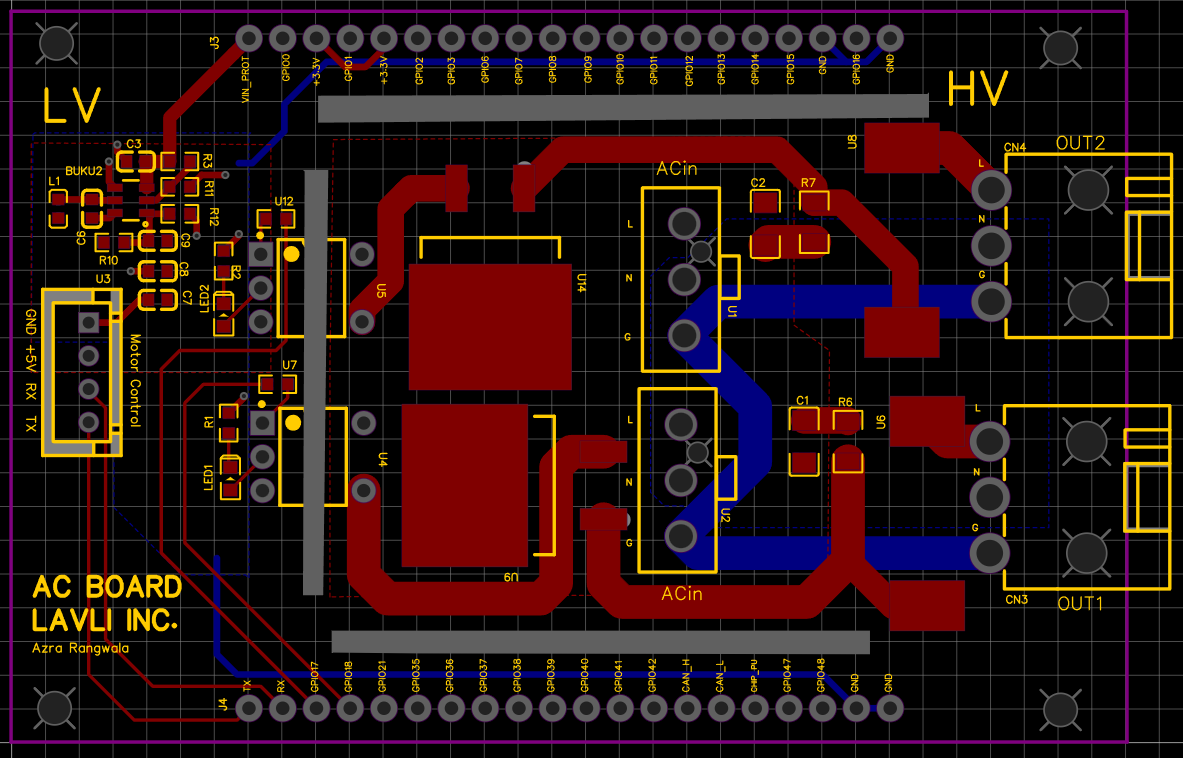 J3
VIN_PROT
GPIO0
+3.3V
GPIO1
+3.3V
GPIO2
GPIO3
GPIO6
GPIO7
GPIO8
GPIO9
GPIO10
GPIO11
GPIO12
GPIO13
GPIO14
GPIO15
GND
GPIO16
GND
LV
HV
C3
BUKU2
R3
L1
R11
R12
C6
C9
R10
C8
U3
C7
R2
LED2
U12
U5
U14
ACin
L
N
G
U1
C2
R7
U8
CN4
OUT2
L
N
G
GND +5V RX TX
Motor Control
U7
R1
LED1
U4
U9
L
N
G
U2
ACin
C1
R6
U6
L
N
G
CN3
OUT1
AC BOARD
LAVLI INC.
Azra Rangwala
J4
TX
RX
GPIO17
GPIO18
GPIO21
GPIO35
GPIO36
GPIO37
GPIO38
GPIO39
GPIO40
GPIO41
GPIO42
CAN_H
CAN_L
CHIP_PU
GPIO47
GPIO48
GND
GND